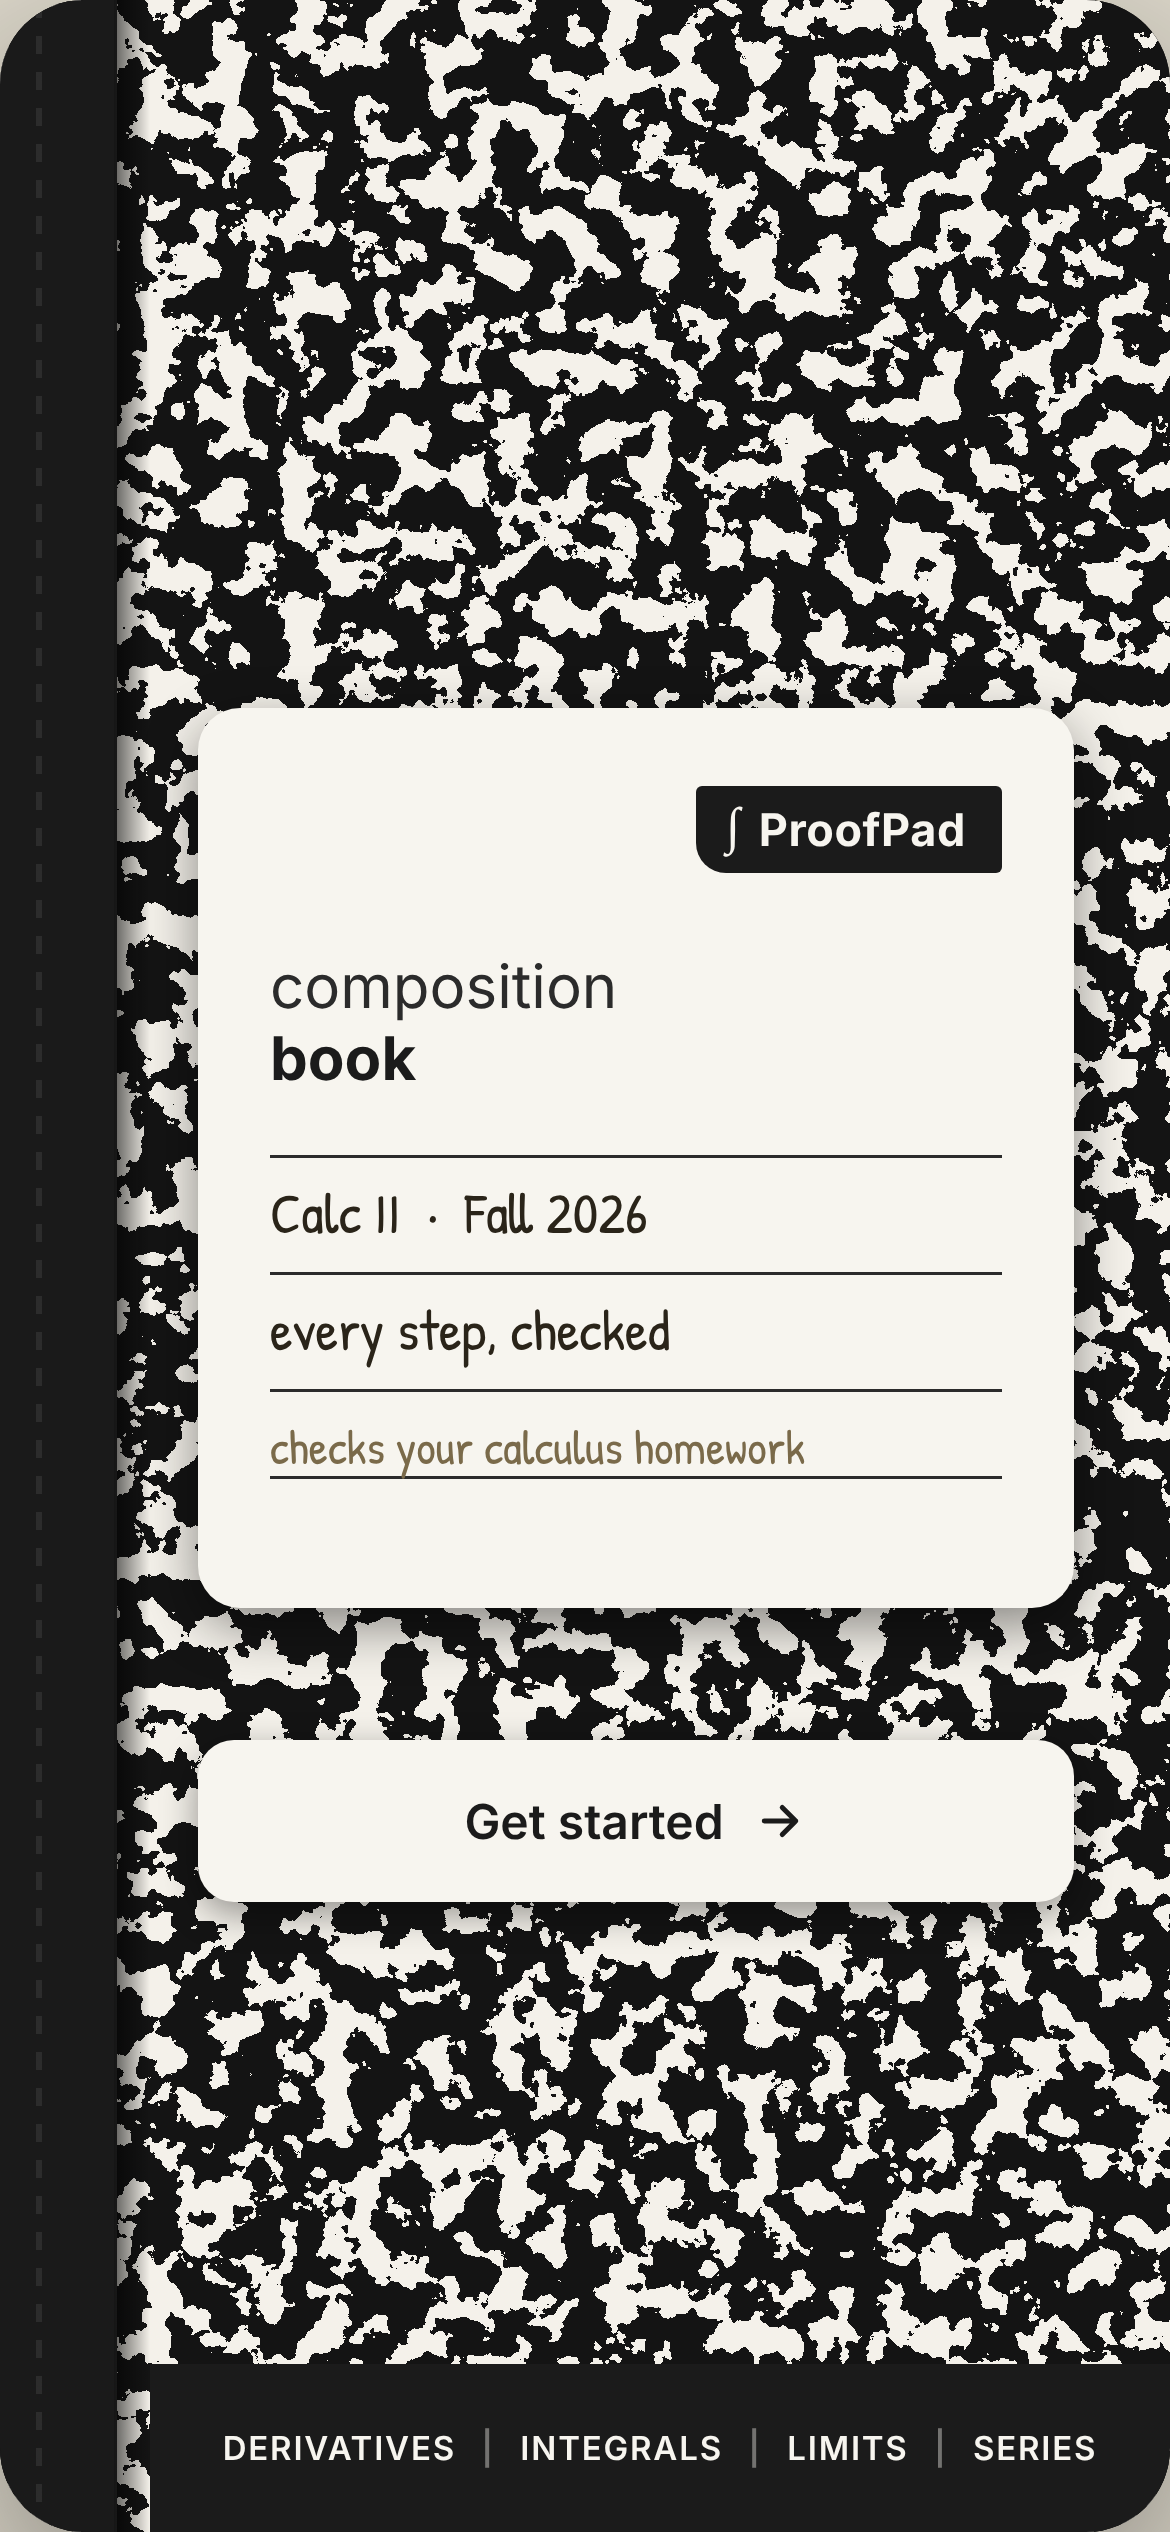 ∫ ProofPad
composition
book
Calc II · Fall 2026
every step, checked
checks your calculus homework
Get started →
DERIVATIVES | INTEGRALS | LIMITS | SERIES